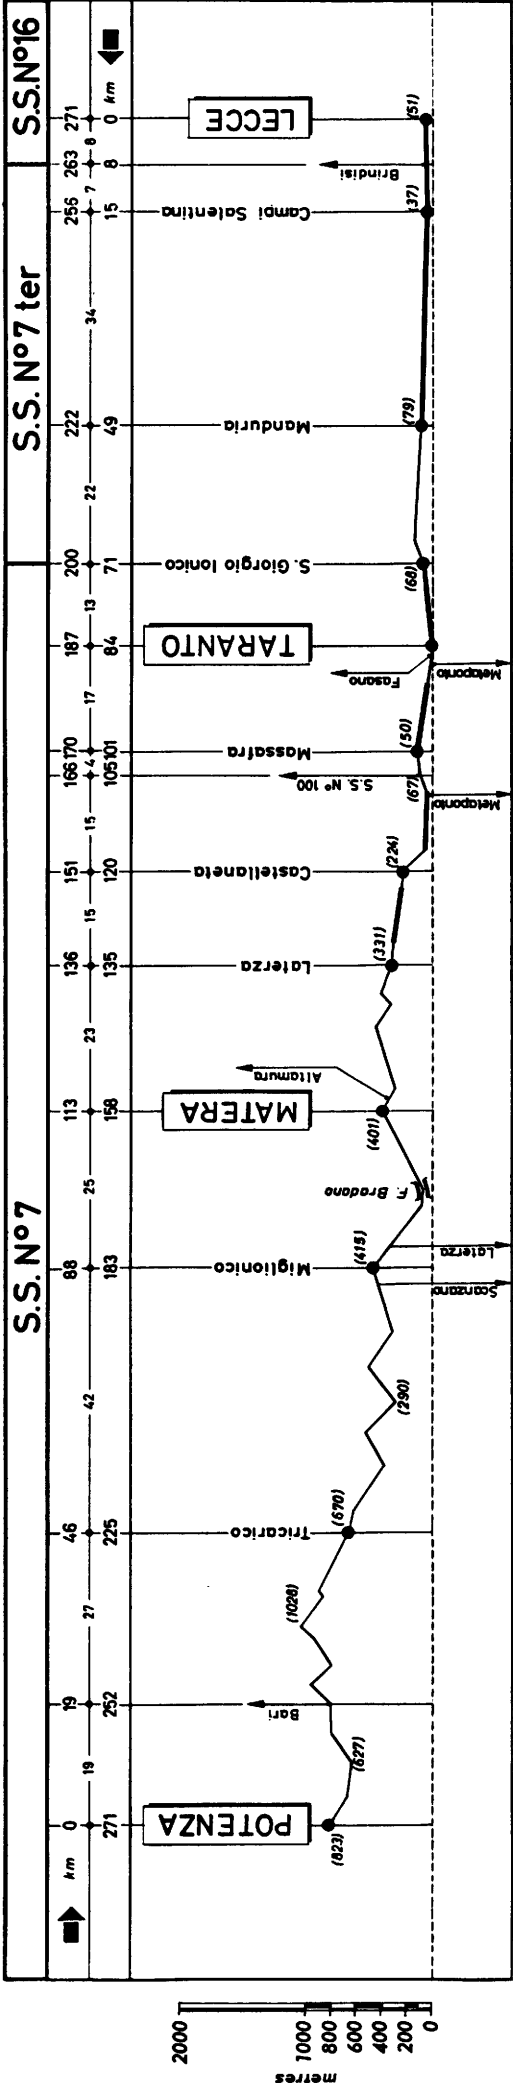 S.S. Nº 7
S.S. Nº 7 ter
S.S. Nº16
km 0 19 46 88 113 136 151 166 170 187 200 222 256 263 271
19 27 42 25 23 15 15 4 17 13 22 34 7 8
271 252 225 183 158 135 120 105 101 84 71 49 15 8 0 km
POTENZA
Bari
Tricarico
Miglionico
MATERA
Laterza
Castellaneta
Massafra
TARANTO
S. Giorgio Ionico
Manduria
Campi Salentina
LECCE
Altamura
S.S. Nº 100
Fasano
Brindisi
F. Bradano
(823)
(627)
(1028)
(670)
(290)
(415)
(401)
(331)
(224)
(67)
(50)
(68)
(79)
(37)
(51)
Scanzano
Laterza
Metaponto
Metaponto
2000
1000
800
600
400
200
0
metres